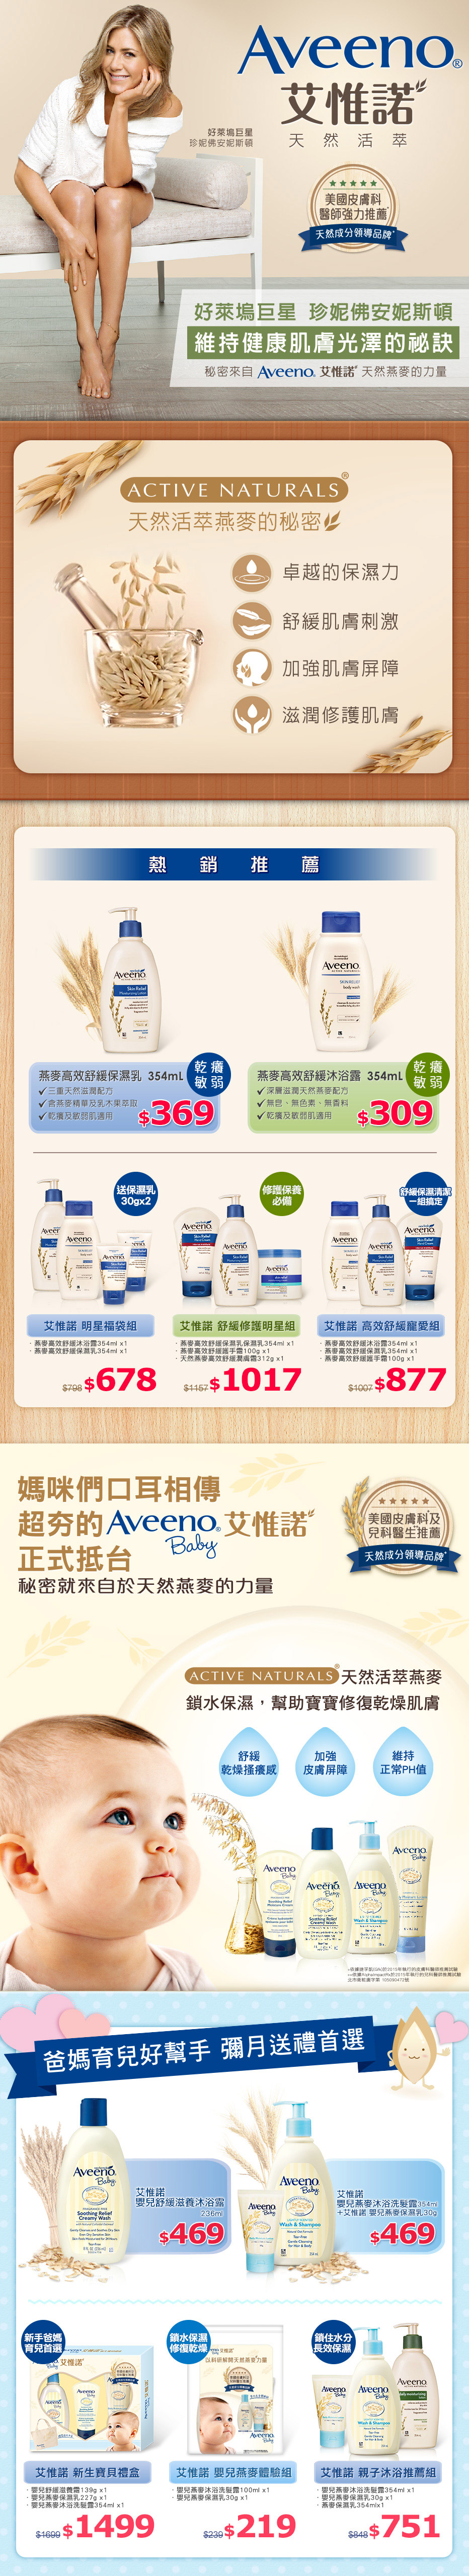 Aveeno®
艾惟諾
天然活萃
好萊塢巨星
珍妮佛安妮斯頓
美國皮膚科
醫師強力推薦
天然成分領導品牌
好萊塢巨星 珍妮佛安妮斯頓
維持健康肌膚光澤的祕訣
秘密來自 Aveeno. 艾惟諾 天然燕麥的力量
ACTIVE NATURALS®
天然活萃燕麥的秘密
卓越的保濕力
舒緩肌膚刺激
加強肌膚屏障
滋潤修護肌膚
熱銷推薦
燕麥高效舒緩保濕乳 354mL
乾癢
敏弱
三重天然滋潤配方
含燕麥精華及乳木果萃取
乾癢及敏弱肌適用
$369
燕麥高效舒緩沐浴露 354mL
乾癢
敏弱
深層滋潤天然燕麥配方
無皂、無色素、無香料
乾癢及敏弱肌適用
$309
送保濕乳
30gx2
修護保養
必備
舒緩保濕清潔
一組搞定
艾惟諾 明星福袋組
· 燕麥高效舒緩沐浴露354ml x1
· 燕麥高效舒緩保濕乳354ml x1
$798 $678
艾惟諾 舒緩修護明星組
· 燕麥高效舒緩保濕乳保濕乳354ml x1
· 燕麥高效舒緩護手霜100g x1
· 天然燕麥高效舒緩潤膚霜312g x1
$1157 $1017
艾惟諾 高效舒緩寵愛組
· 燕麥高效舒緩沐浴露354ml x1
· 燕麥高效舒緩保濕乳354ml x1
· 燕麥高效舒緩護手霜100g x1
$1007 $877
媽咪們口耳相傳
超夯的 Aveeno. Baby 艾惟諾
正式抵台
秘密就來自於天然燕麥的力量
美國皮膚科及
兒科醫生推薦
天然成分領導品牌
ACTIVE NATURALS® 天然活萃燕麥
鎖水保濕，幫助寶寶修復乾燥肌膚
舒緩
乾燥搔癢感
加強
皮膚屏障
維持
正常PH值
爸媽育兒好幫手 彌月送禮首選
艾惟諾
嬰兒舒緩滋養沐浴露
236ml
$469
艾惟諾
嬰兒燕麥沐浴洗髮露354ml
+艾惟諾 嬰兒燕麥保濕乳30g
$469
新手爸媽
育兒首選
鎖水保濕
修復乾燥
鎖住水分
長效保濕
艾惟諾 新生寶貝禮盒
· 嬰兒舒緩滋養霜139g x1
· 嬰兒燕麥保濕乳227g x1
· 嬰兒燕麥沐浴洗髮露354ml x1
$1699 $1499
艾惟諾 嬰兒燕麥體驗組
· 嬰兒燕麥沐浴洗髮露100ml x1
· 嬰兒燕麥保濕乳30g x1
$239 $219
艾惟諾 親子沐浴推薦組
· 嬰兒燕麥沐浴洗髮露354ml x1
· 嬰兒燕麥保濕乳30g x1
· 燕麥保濕乳354mlx1
$848 $751